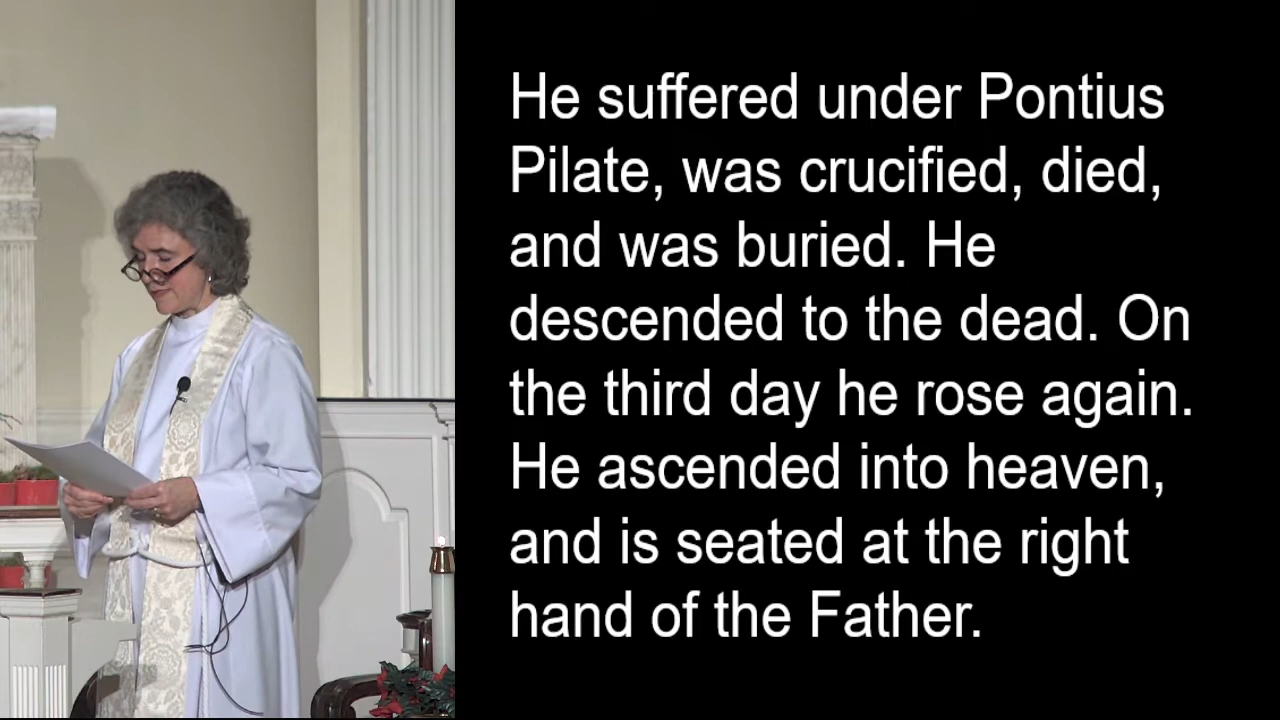 He suffered under Pontius
Pilate, was crucified, died,
and was buried. He
descended to the dead. On
the third day he rose again.
He ascended into heaven,
and is seated at the right
hand of the Father.